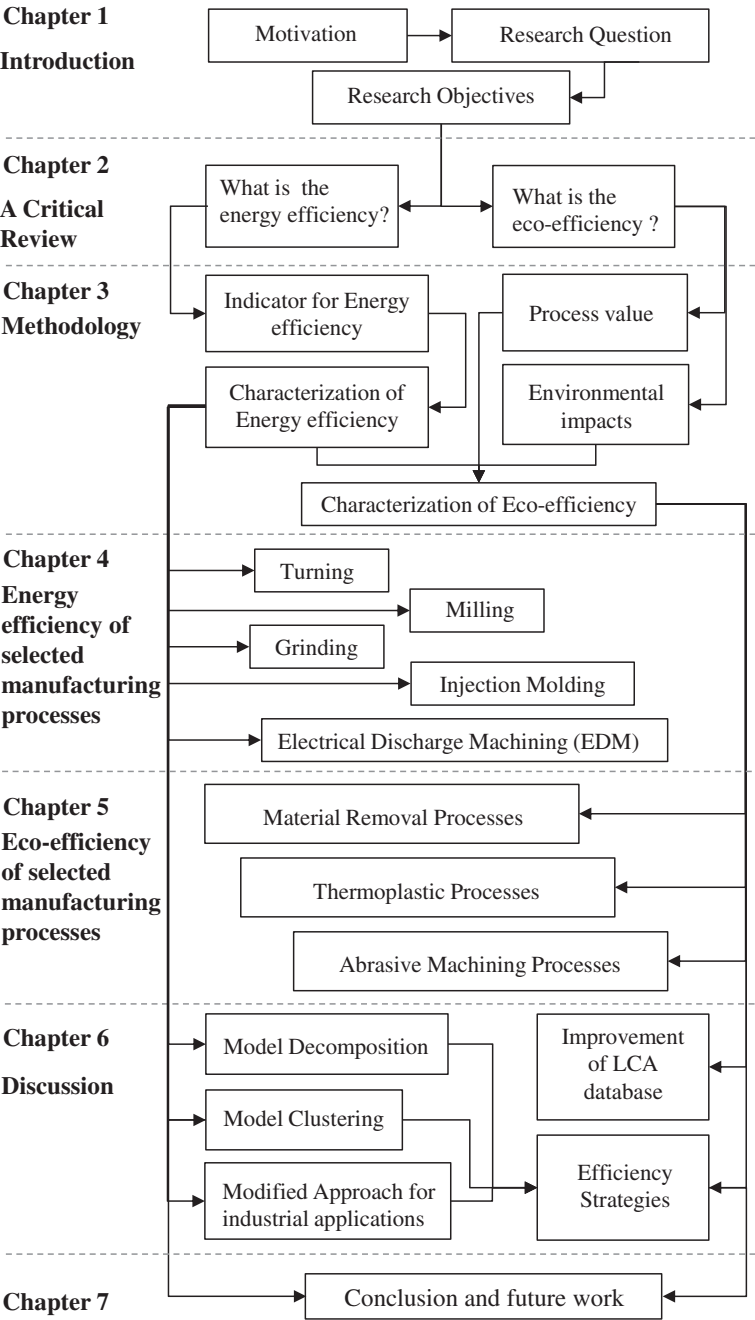 Chapter 1
Introduction
Motivation
Research Question
Research Objectives
Chapter 2
A Critical
Review
What is the
energy efficiency?
What is the
eco-efficiency ?
Chapter 3
Methodology
Indicator for Energy
efficiency
Process value
Characterization of
Energy efficiency
Environmental
impacts
Characterization of Eco-efficiency
Chapter 4
Energy
efficiency of
selected
manufacturing
processes
Turning
Milling
Grinding
Injection Molding
Electrical Discharge Machining (EDM)
Chapter 5
Eco-efficiency
of selected
manufacturing
processes
Material Removal Processes
Thermoplastic Processes
Abrasive Machining Processes
Chapter 6
Discussion
Model Decomposition
Improvement
of LCA
database
Model Clustering
Modified Approach for
industrial applications
Efficiency
Strategies
Chapter 7
Conclusion and future work